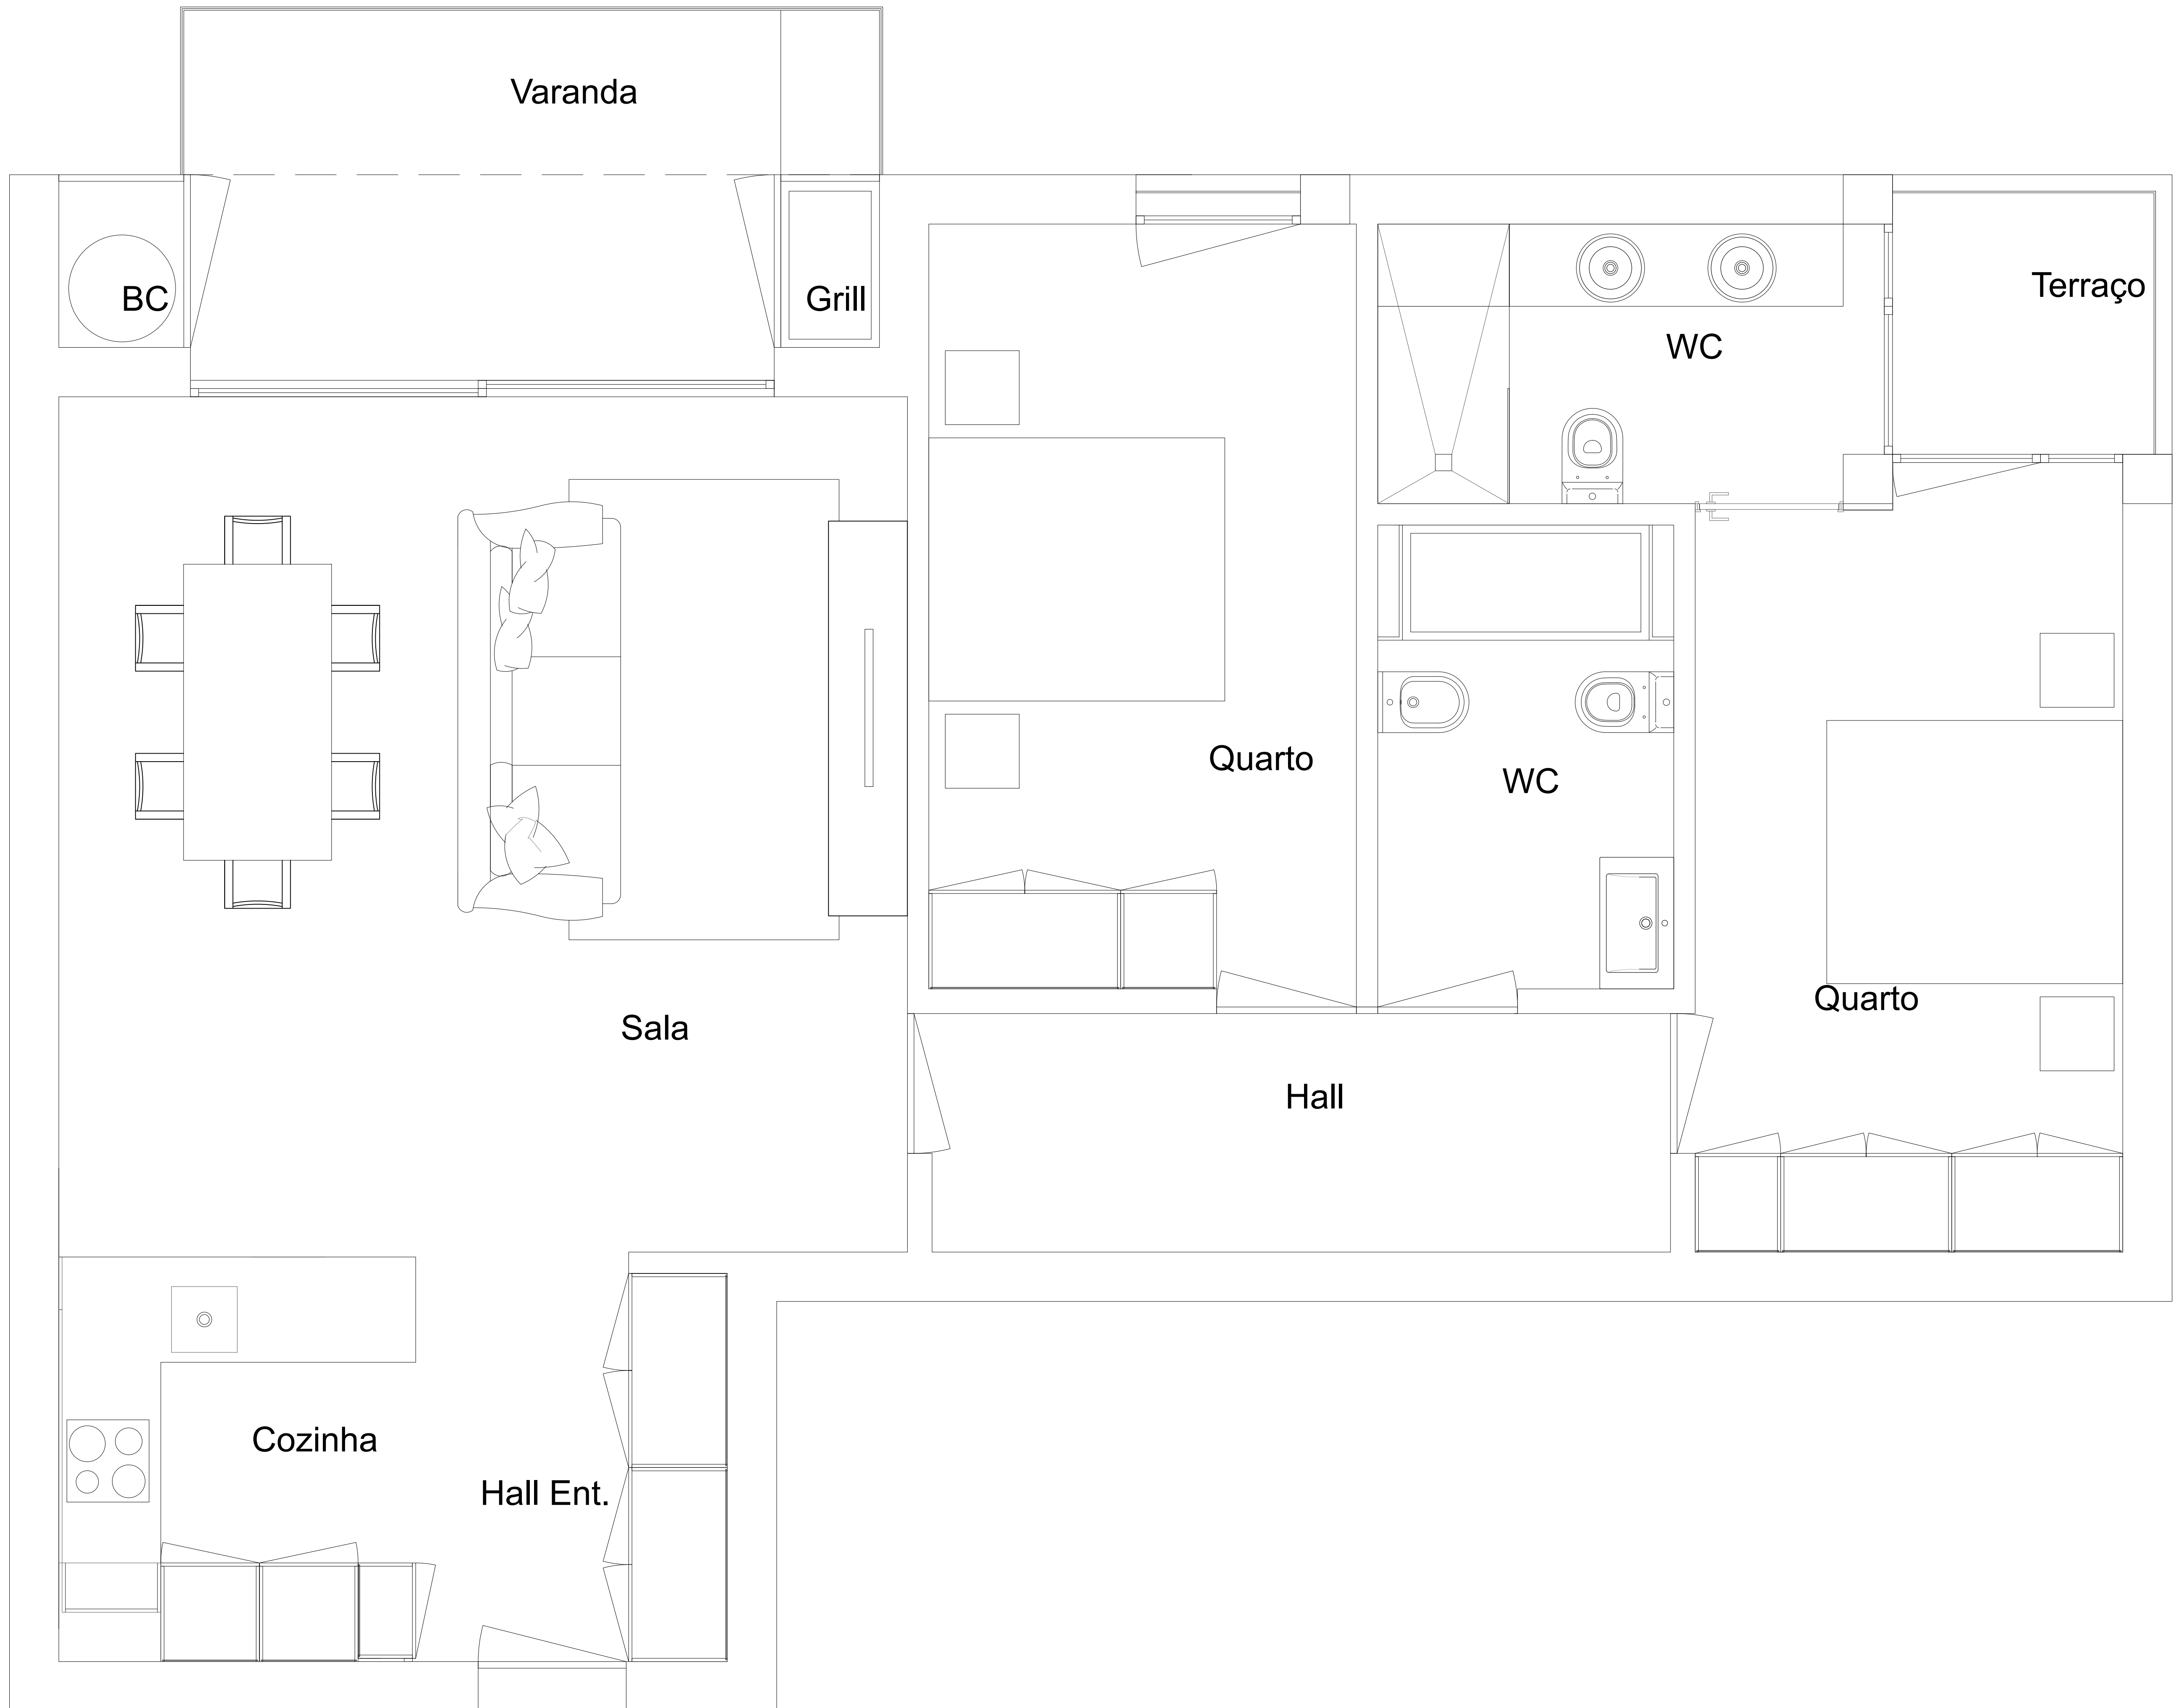 Varanda
BC
Grill
Terraço
WC
Quarto
WC
Quarto
Sala
Hall
Cozinha
Hall Ent.